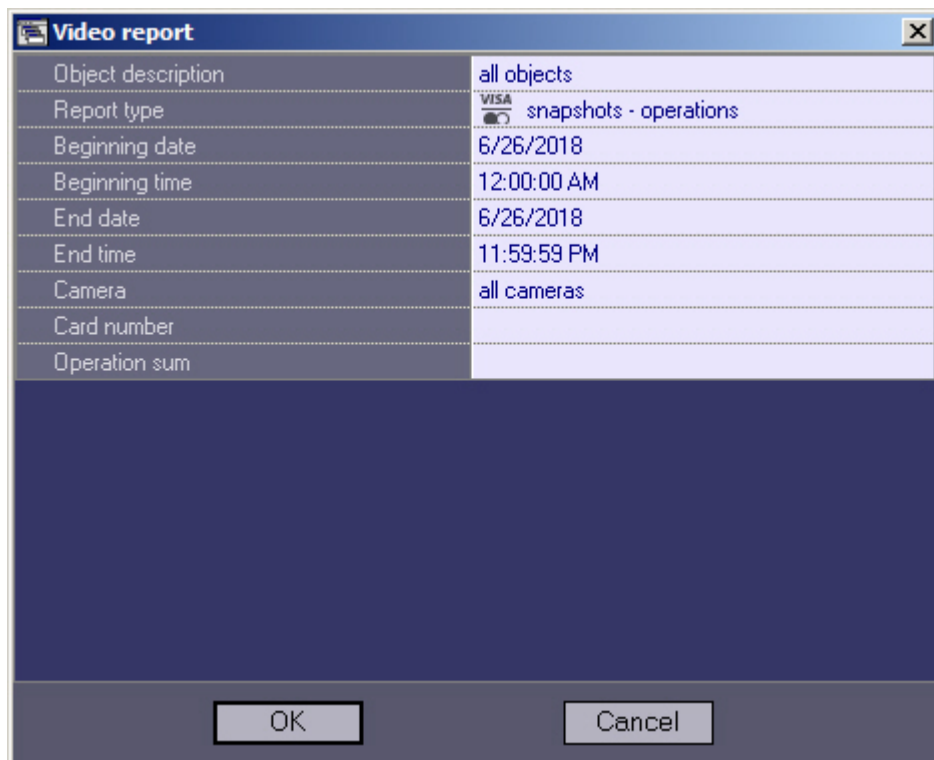 Video report
Object description all objects
Report type VISA snapshots - operations
Beginning date 6/26/2018
Beginning time 12:00:00 AM
End date 6/26/2018
End time 11:59:59 PM
Camera all cameras
Card number
Operation sum
OK Cancel